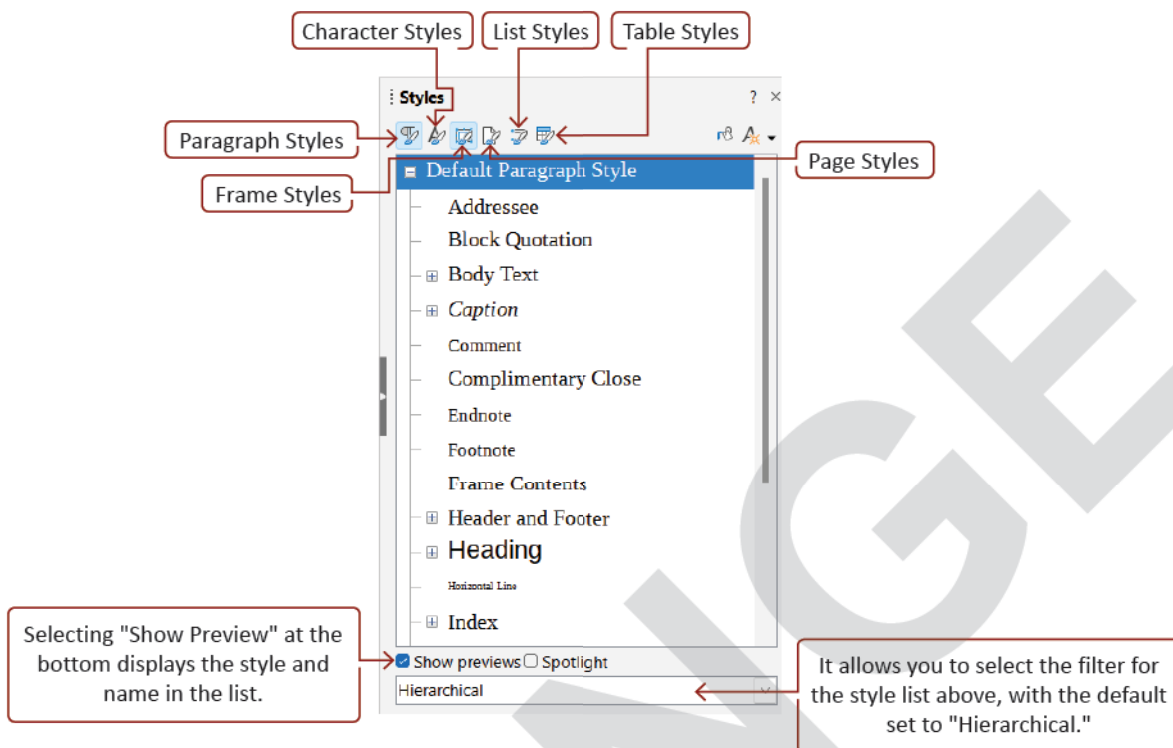 Character Styles
List Styles
Table Styles
Styles
?
Paragraph Styles
Page Styles
Frame Styles
Default Paragraph Style
Addressee
Block Quotation
Body Text
Caption
Comment
Complimentary Close
Endnote
Footnote
Frame Contents
Header and Footer
Heading
Horizontal Line
Index
Selecting "Show Preview" at the
bottom displays the style and
name in the list.
Show previews
Spotlight
Hierarchical
It allows you to select the filter for
the style list above, with the default
set to "Hierarchical."
NGE